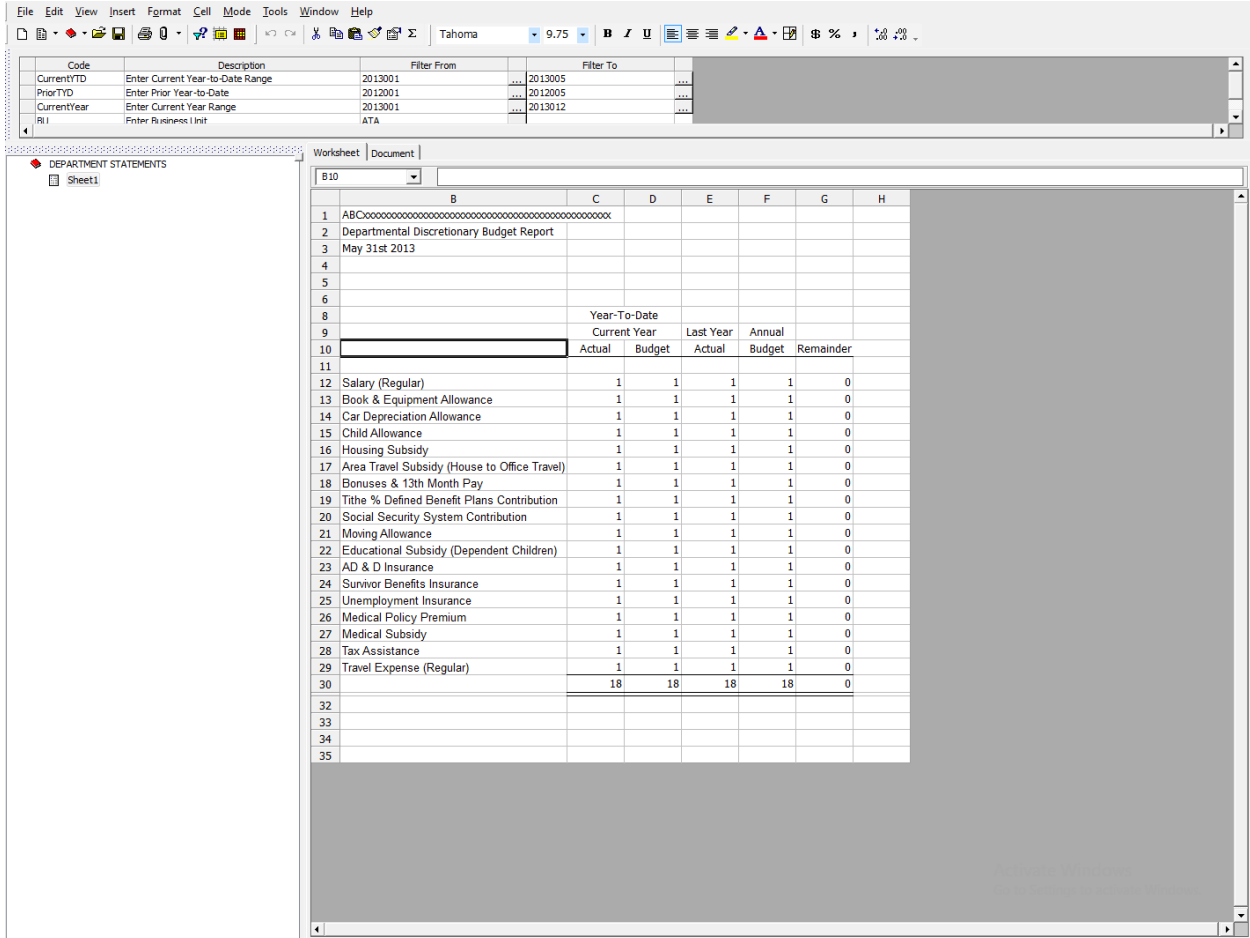 File Edit View Insert Format Cell Mode Tools Window Help
Tahoma 9.75 B I U $ % ,
Code Description Filter From Filter To
CurrentYTD Enter Current Year-to-Date Range 2013001 ... 2013005 ...
PriorTYD Enter Prior Year-to-Date 2012001 ... 2012005 ...
CurrentYear Enter Current Year Range 2013001 ... 2013012 ...
BU Enter Business Unit ATA
DEPARTMENT STATEMENTS
Sheet1
Worksheet Document
B10
B C D E F G H
1 ABCxxxxxxxxxxxxxxxxxxxxxxxxxxxxxxxxxxxxxxxxxxxxxxxxx
2 Departmental Discretionary Budget Report
3 May 31st 2013
4
5
6
8 Year-To-Date
9 Current Year Last Year Annual
10 Actual Budget Actual Budget Remainder
11
12 Salary (Regular) 1 1 1 1 0
13 Book & Equipment Allowance 1 1 1 1 0
14 Car Depreciation Allowance 1 1 1 1 0
15 Child Allowance 1 1 1 1 0
16 Housing Subsidy 1 1 1 1 0
17 Area Travel Subsidy (House to Office Travel) 1 1 1 1 0
18 Bonuses & 13th Month Pay 1 1 1 1 0
19 Tithe % Defined Benefit Plans Contribution 1 1 1 1 0
20 Social Security System Contribution 1 1 1 1 0
21 Moving Allowance 1 1 1 1 0
22 Educational Subsidy (Dependent Children) 1 1 1 1 0
23 AD & D Insurance 1 1 1 1 0
24 Survivor Benefits Insurance 1 1 1 1 0
25 Unemployment Insurance 1 1 1 1 0
26 Medical Policy Premium 1 1 1 1 0
27 Medical Subsidy 1 1 1 1 0
28 Tax Assistance 1 1 1 1 0
29 Travel Expense (Regular) 1 1 1 1 0
30 18 18 18 18 0
32
33
34
35
Activate Windows